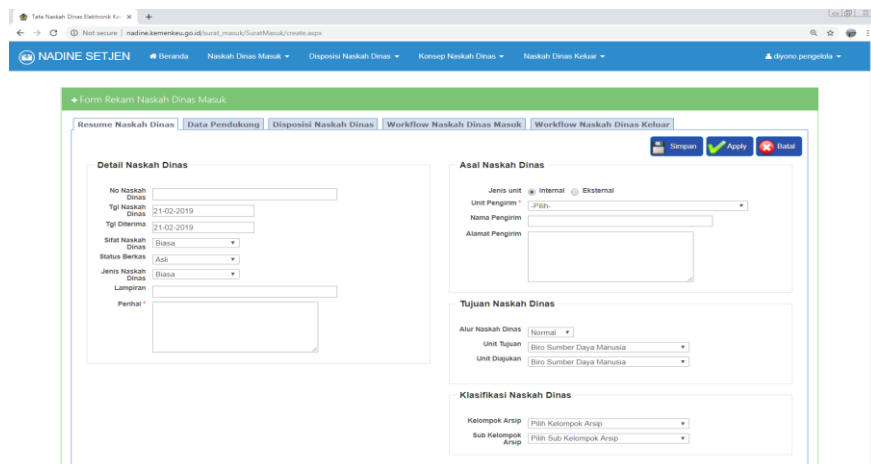 Tata Naskah Dinas Elektronik Ke
Not secure | nadine.kemenkeu.go.id/surat_masuk/SuratMasuk/create.aspx
NADINE SETJEN Beranda Naskah Dinas Masuk Disposisi Naskah Dinas Konsep Naskah Dinas Naskah Dinas Keluar diyono.pengelola
Form Rekam Naskah Dinas Masuk
Resume Naskah Dinas Data Pendukung Disposisi Naskah Dinas Workflow Naskah Dinas Masuk Workflow Naskah Dinas Keluar
Simpan Apply Batal
Detail Naskah Dinas
No Naskah
Dinas
Tgl Naskah
Dinas 21-02-2019
Tgl Diterima 21-02-2019
Sifat Naskah
Dinas Biasa
Status Berkas Asli
Jenis Naskah
Dinas Biasa
Lampiran
Perihal *
Asal Naskah Dinas
Jenis unit Internal Eksternal
Unit Pengirim * -Pilih-
Nama Pengirim
Alamat Pengirim
Tujuan Naskah Dinas
Alur Naskah Dinas Normal
Unit Tujuan Biro Sumber Daya Manusia
Unit Diajukan Biro Sumber Daya Manusia
Klasifikasi Naskah Dinas
Kelompok Arsip Pilih Kelompok Arsip
Sub Kelompok
Arsip Pilih Sub Kelompok Arsip